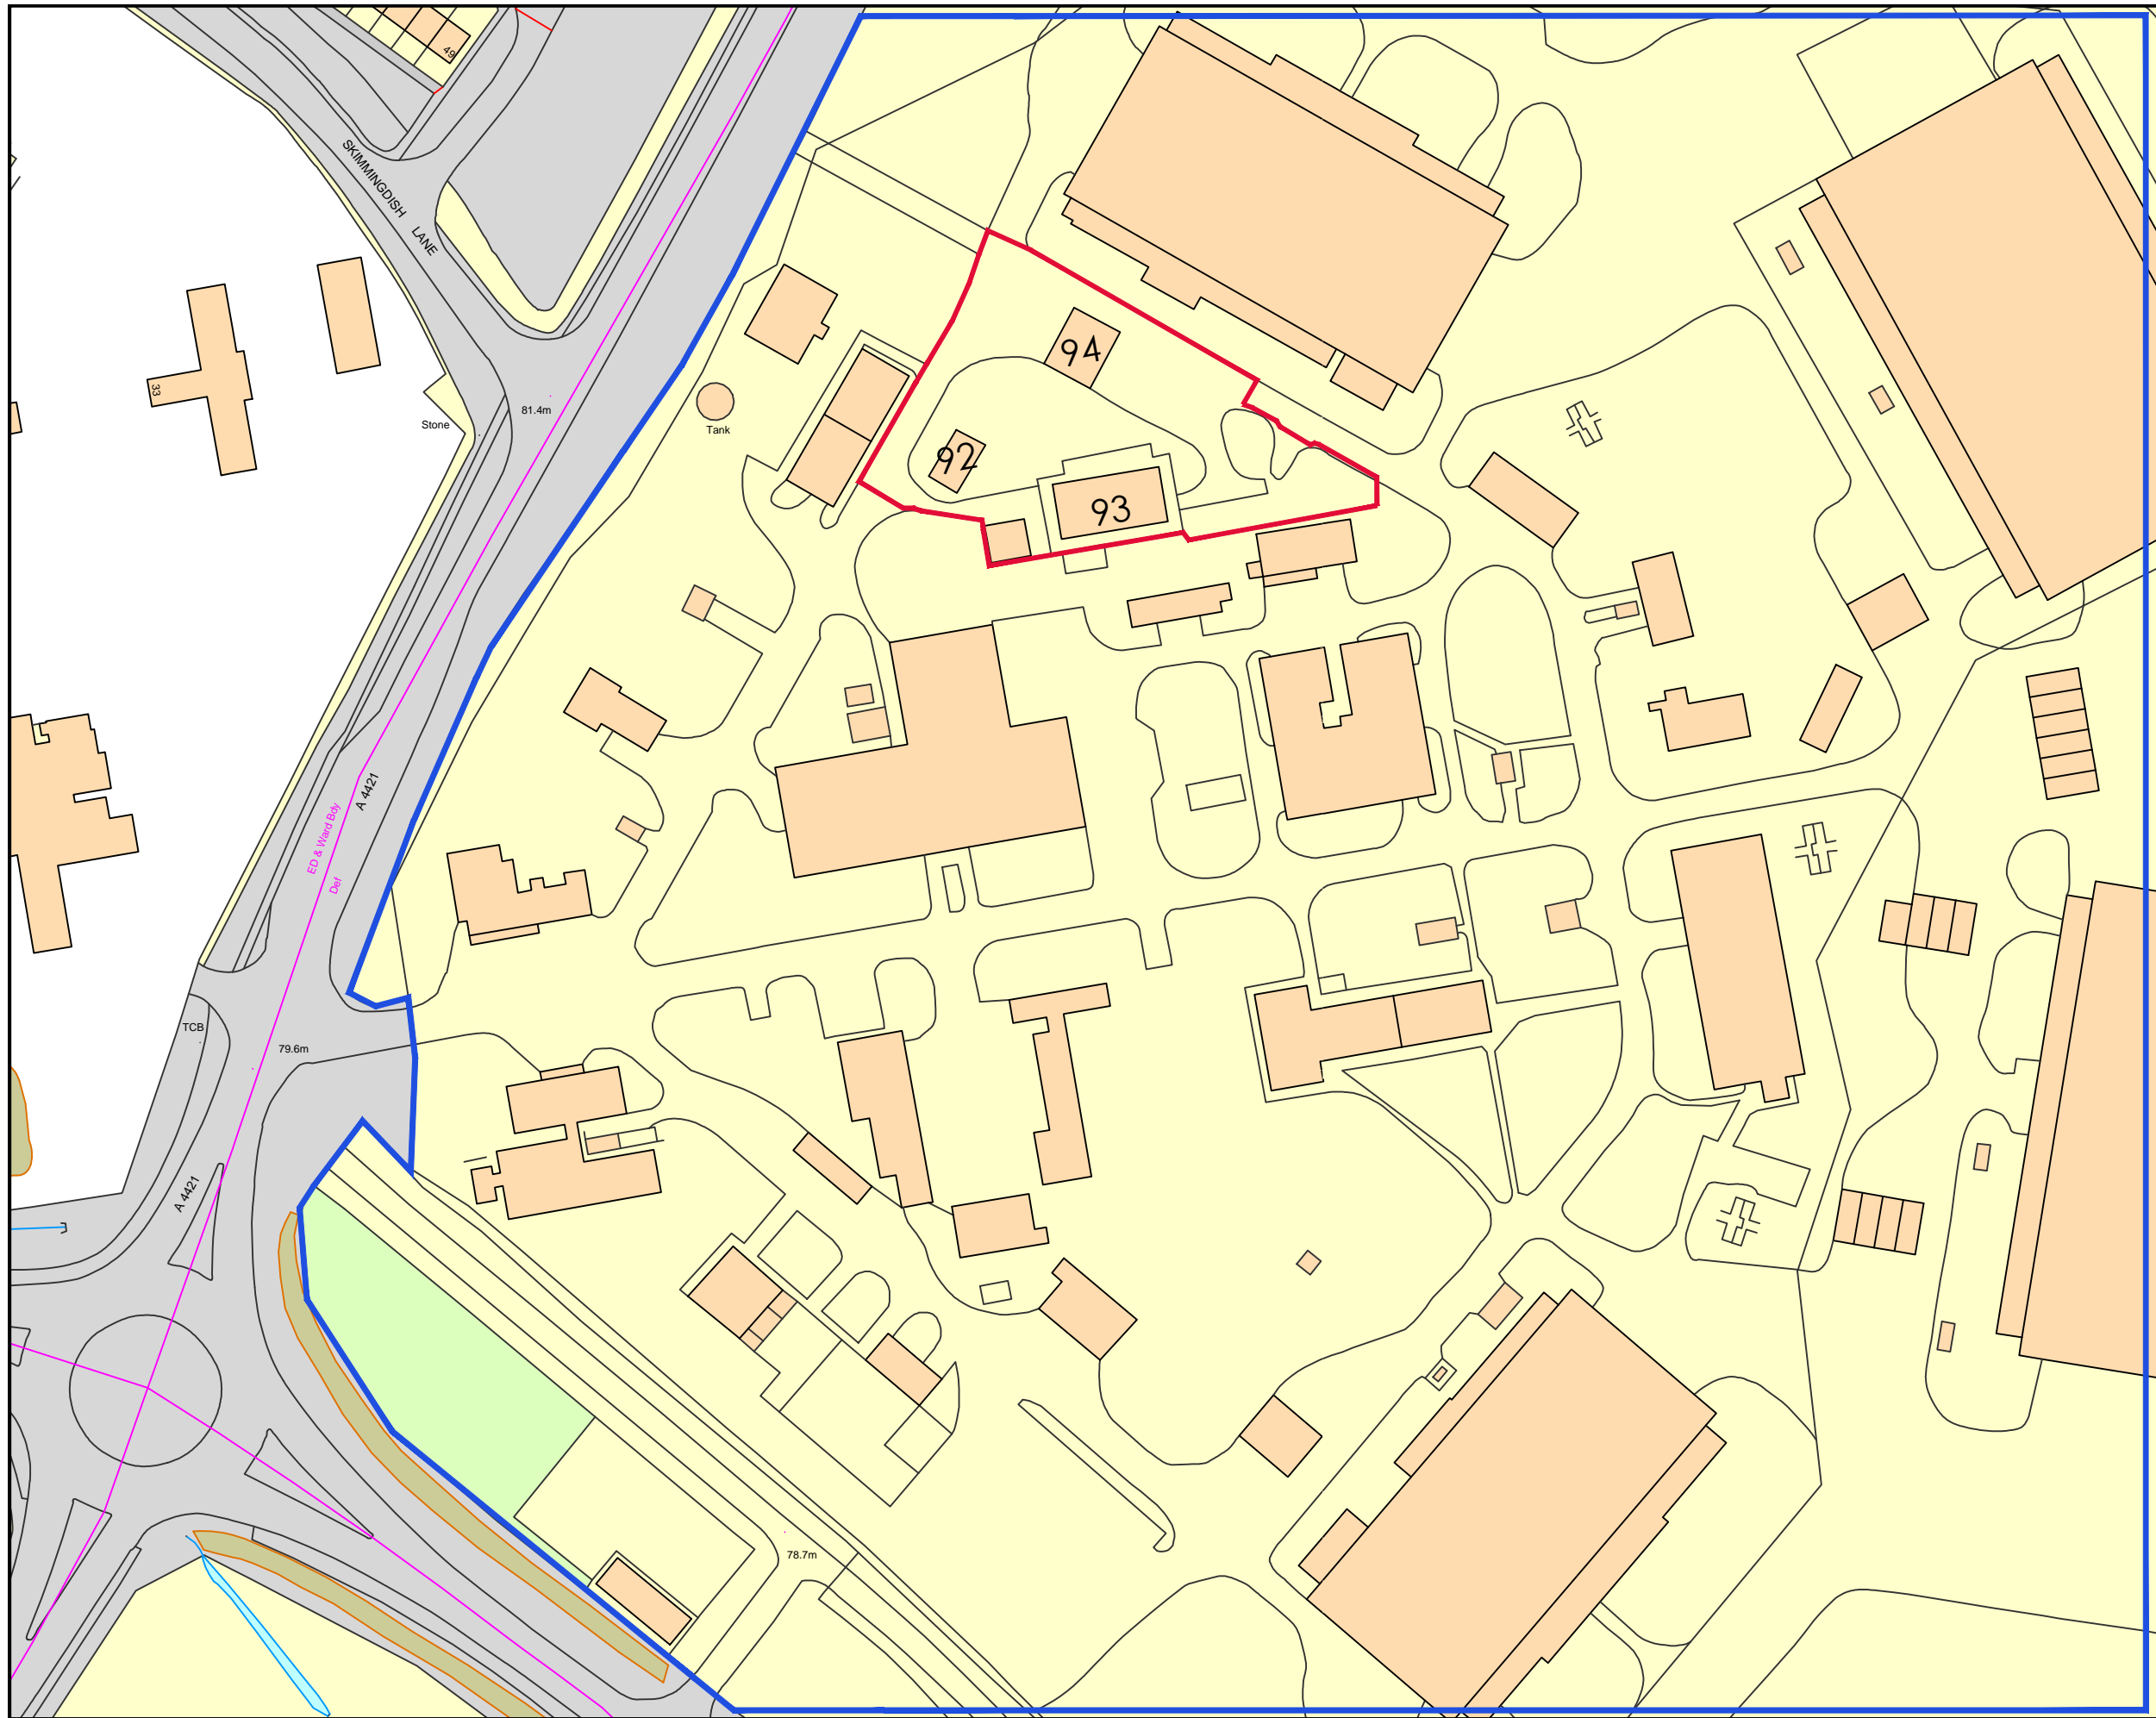 49
SKIMMINGDISH
LANE
94
33
81.4m
Stone
Tank
92
93
A 4421
ED & Ward Bdy
Def
TCB
79.6m
A 4421
78.7m